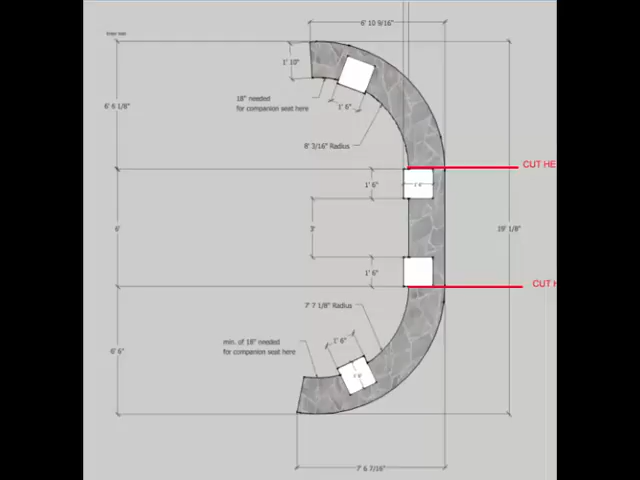 6' 10 9/16"
1' 10"
18" needed
for companion seat here
1' 6"
6' 6 1/8"
8' 3/16" Radius
CUT HE
1' 6"
6'
3'
19' 1/8"
1' 6"
CUT H
7' 7 1/8" Radius
1' 6"
min. of 18" needed
for companion seat here
6' 6"
7' 6 7/16"